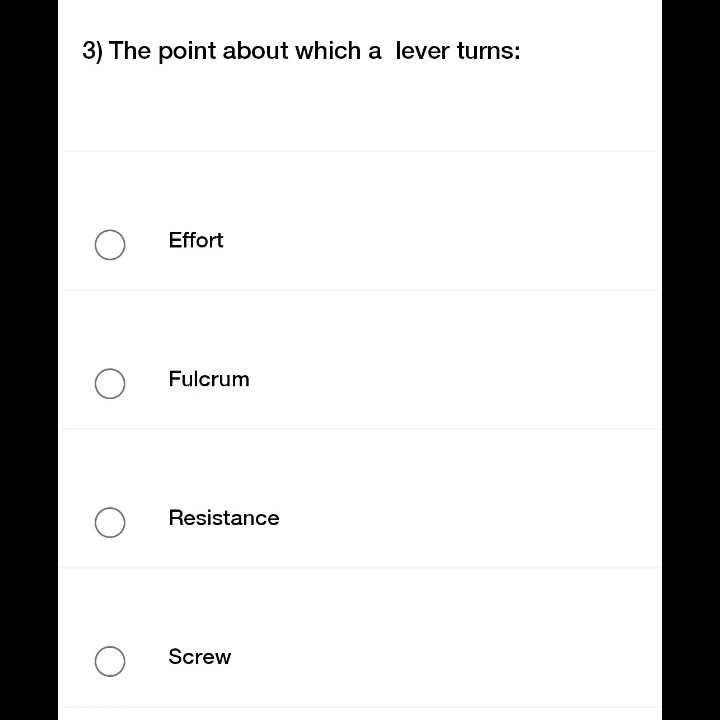 3) The point about which a  lever turns:
Effort
Fulcrum
Resistance
Screw